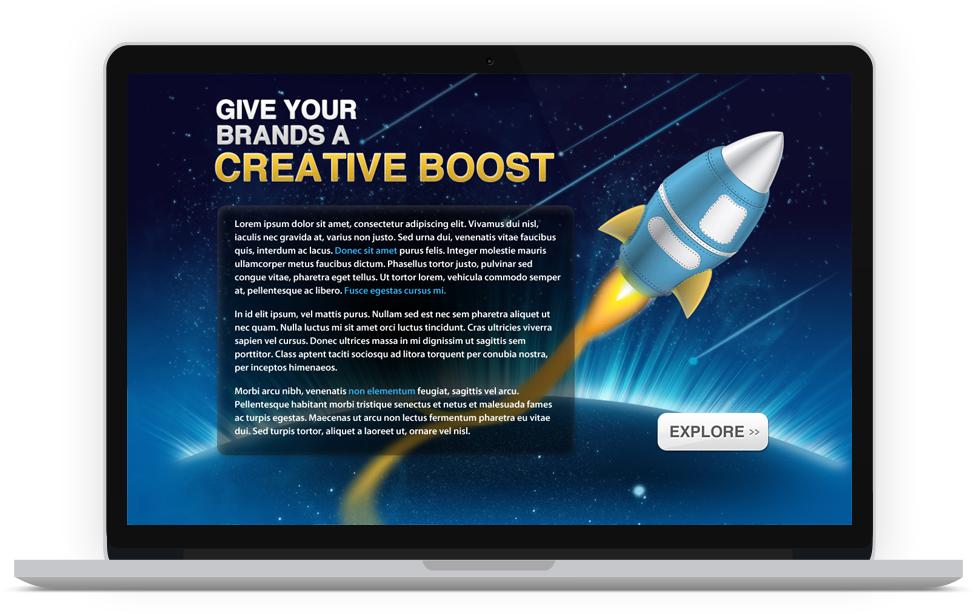 GIVE YOUR
BRANDS A
CREATIVE BOOST
Lorem ipsum dolor sit amet, consectetur adipiscing elit. Vivamus dui nisl,
iaculis nec gravida at, varius non justo. Sed urna dui, venenatis vitae faucibus
quis, interdum ac lacus. Donec sit amet purus felis. Integer molestie mauris
ullamcorper metus faucibus dictum. Phasellus tortor justo, pulvinar sed
congue vitae, pharetra eget tellus. Ut tortor lorem, vehicula commodo semper
at, pellentesque ac libero. Fusce egestas cursus mi.
In id elit ipsum, vel mattis purus. Nullam sed est nec sem pharetra aliquet ut
nec quam. Nulla luctus mi sit amet orci luctus tincidunt. Cras ultricies viverra
sapien vel cursus. Donec ultrices massa in mi dignissim ut sagittis sem
porttitor. Class aptent taciti sociosqu ad litora torquent per conubia nostra,
per inceptos himenaeos.
Morbi arcu nibh, venenatis non elementum feugiat, sagittis vel arcu.
Pellentesque habitant morbi tristique senectus et netus et malesuada fames
ac turpis egestas. Maecenas ut arcu non lectus fermentum pharetra eu vitae
dui. Sed turpis tortor, aliquet a laoreet ut, ornare vel nisl.
EXPLORE >>